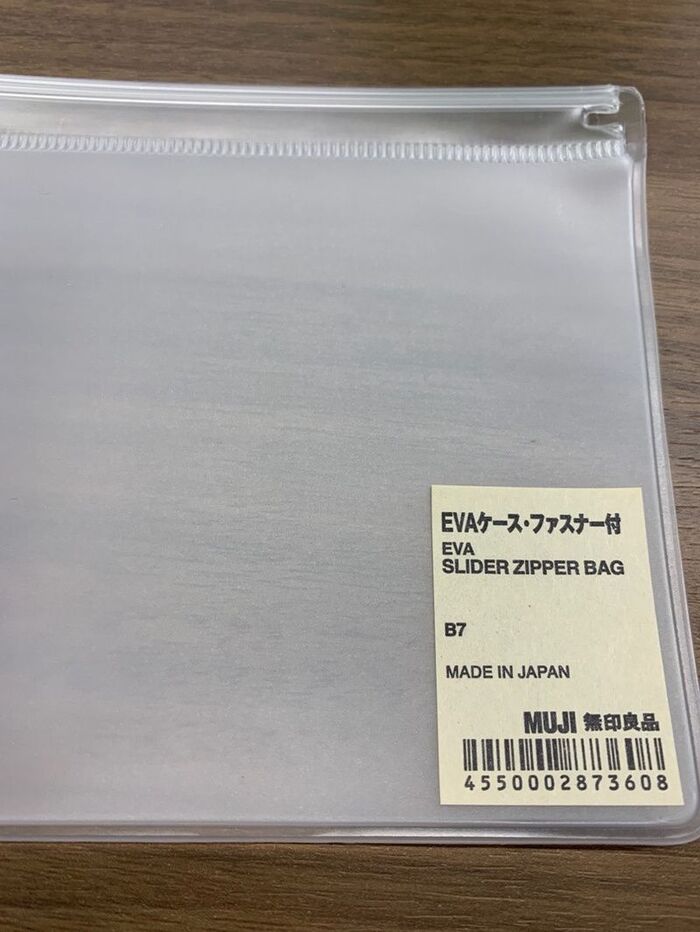 EVAケース・ファスナー付
EVA
SLIDER ZIPPER BAG
B7
MADE IN JAPAN
MUJI 無印良品
4550002873608